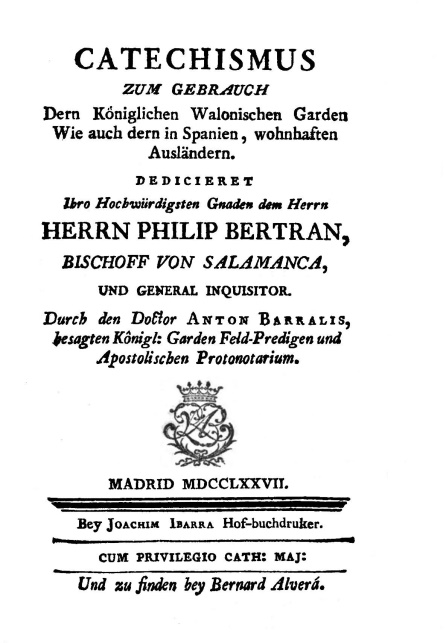 CATECHISMUS
ZUM GEBRAUCH
Dern Königlichen Walonischen Garden
Wie auch dern in Spanien, wohnhaften
Ausländern.
DEDICIERET
Ihro Hochwürdigsten Gnaden dem Herrn
HERRN PHILIP BERTRAN,
BISCHOFF VON SALAMANCA,
UND GENERAL INQUISITOR.
Durch den Doctor ANTON BARRALIS,
besagten Königl: Garden Feld-Predigen und
Apostolischen Protonotarium.
MADRID MDCCLXXVII.
Bey JOACHIM IBARRA Hof-buchdruker.
CUM PRIVILEGIO CATH: MAJ:
Und zu finden bey Bernard Alverá.